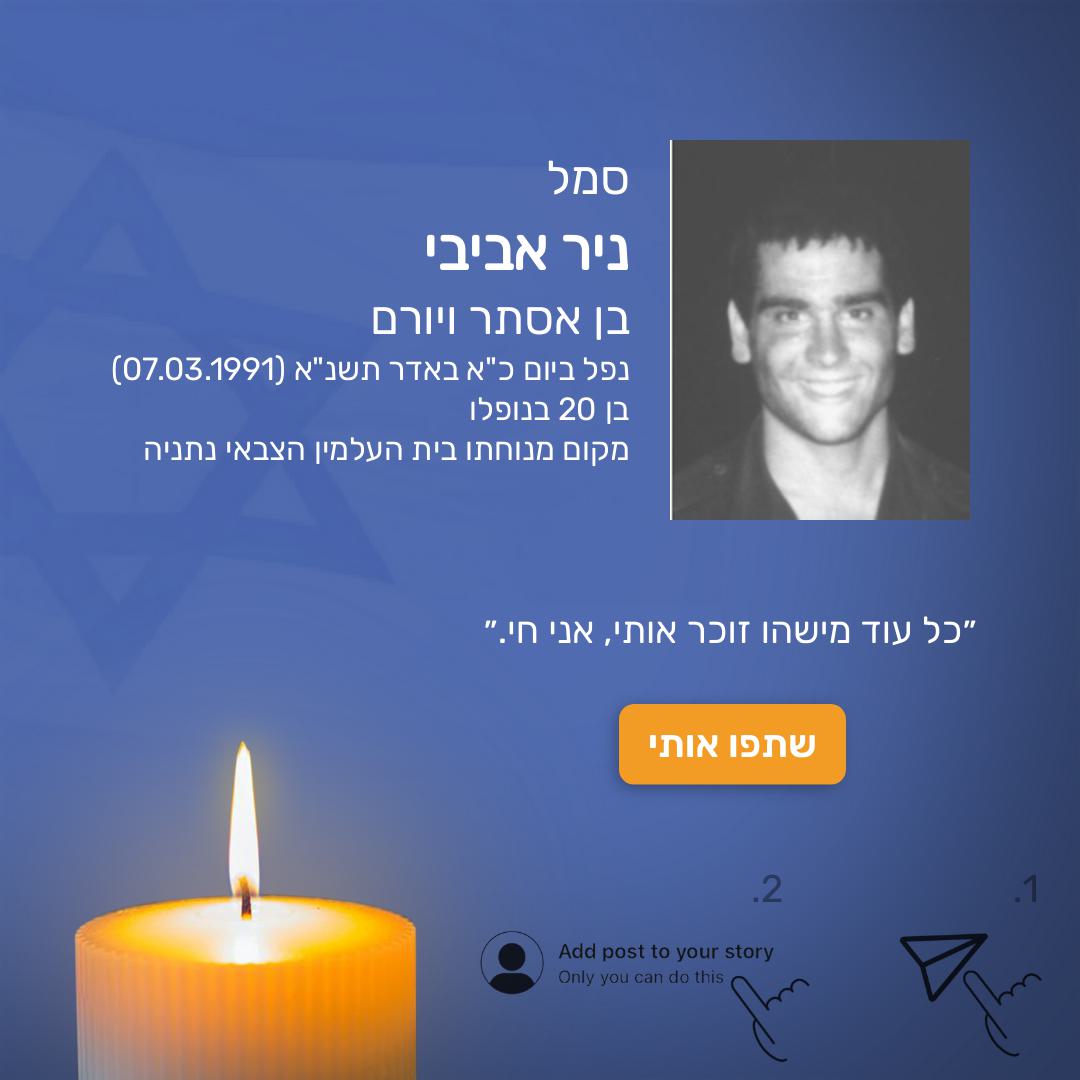 סמל
ניר אביבי
בן אסתר ויורם
נפל ביום כ"א באדר תשנ"א (07.03.1991)
בן 20 בנופלו
מקום מנוחתו בית העלמין הצבאי נתניה
״כל עוד מישהו זוכר אותי, אני חי.״
שתפו אותי
.1
.2
Add post to your story
Only you can do this